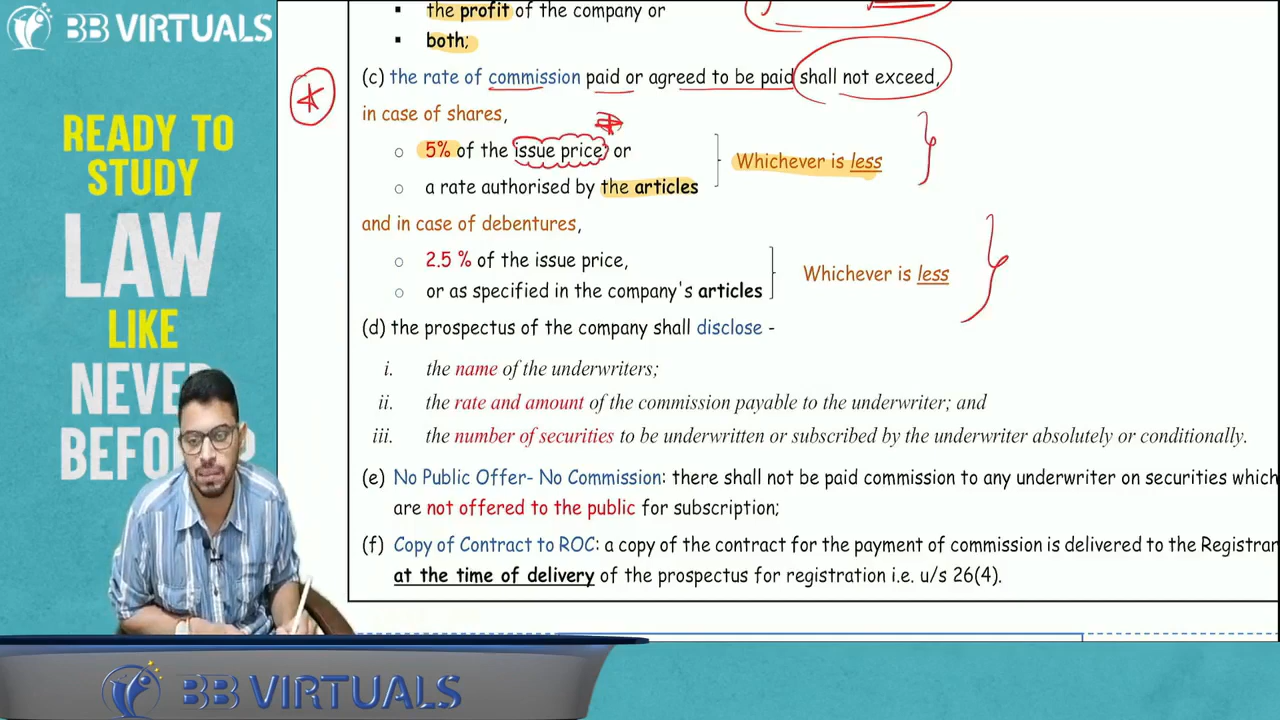 BB VIRTUALS
READY TO
STUDY
LAW
LIKE
NEVER
BEFOR
▪ the profit of the company or
▪ both;
(c) the rate of commission paid or agreed to be paid shall not exceed,
in case of shares,
o 5% of the issue price, or
o a rate authorised by the articles
Whichever is less
and in case of debentures,
o 2.5 % of the issue price,
o or as specified in the company's articles
Whichever is less
(d) the prospectus of the company shall disclose -
i. the name of the underwriters;
ii. the rate and amount of the commission payable to the underwriter; and
iii. the number of securities to be underwritten or subscribed by the underwriter absolutely or conditionally.
(e) No Public Offer- No Commission: there shall not be paid commission to any underwriter on securities which
are not offered to the public for subscription;
(f) Copy of Contract to ROC: a copy of the contract for the payment of commission is delivered to the Registrar
at the time of delivery of the prospectus for registration i.e. u/s 26(4).
BB VIRTUALS